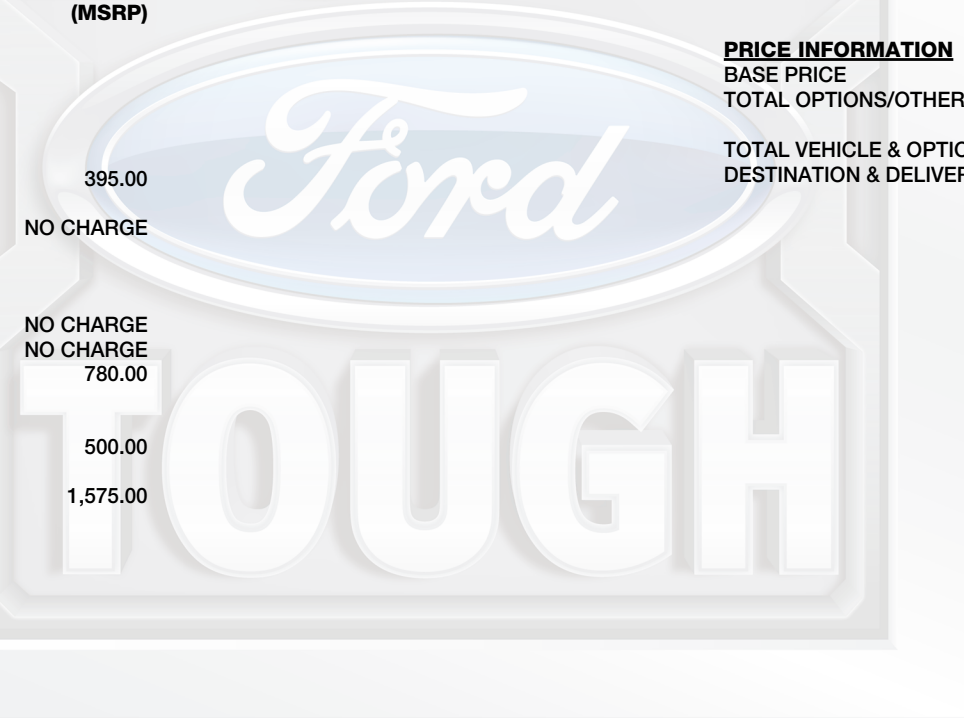 (MSRP)
395.00
NO CHARGE
NO CHARGE
NO CHARGE
780.00
500.00
1,575.00
PRICE INFORMATION
BASE PRICE
TOTAL OPTIONS/OTHER
TOTAL VEHICLE & OPTIO
DESTINATION & DELIVER
Ford
TOUGH